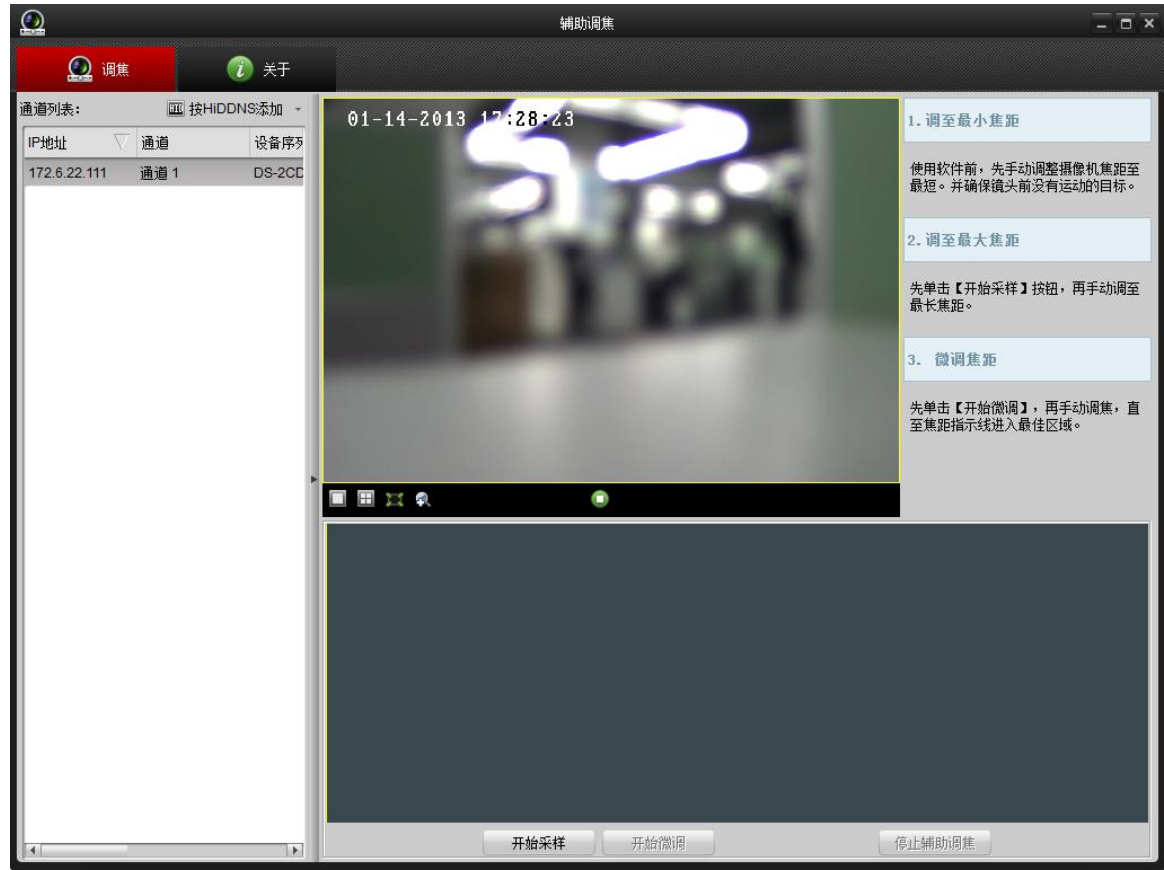 辅助调焦
调焦
关于
通道列表:
按HiDDNS添加
IP地址 通道 设备序列
172.6.22.111 通道 1 DS-2CD
01-14-2013 17:28:23
1.调至最小焦距
使用软件前，先手动调整摄像机焦距至
最短。并确保镜头前没有运动的目标。
2.调至最大焦距
先单击【开始采样】按钮，再手动调至
最长焦距。
3. 微调焦距
先单击【开始微调】，再手动调焦，直
至焦距指示线进入最佳区域。
开始采样
开始微调
停止辅助调焦